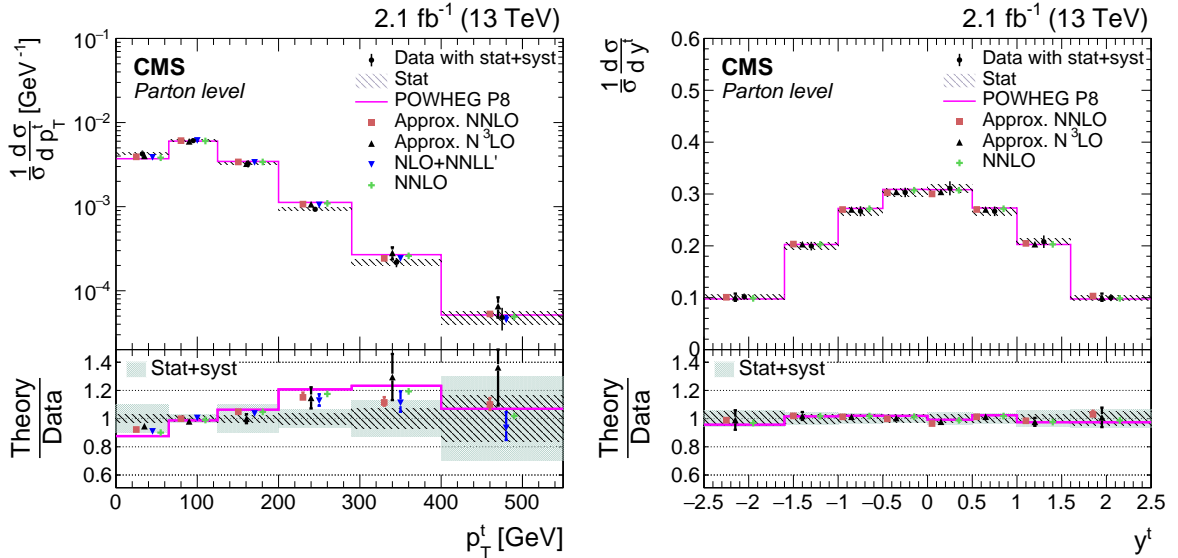 2.1 fb⁻¹ (13 TeV)
CMS
Parton level
Data with stat+syst
Stat
POWHEG P8
Approx. NNLO
Approx. N³LO
NLO+NNLL'
NNLO
1/σ dσ/dp_T^t [GeV⁻¹]
10⁻¹
10⁻²
10⁻³
10⁻⁴
Stat+syst
Theory
Data
1.4
1.2
1
0.8
0.6
0 100 200 300 400 500
p_T^t [GeV]
2.1 fb⁻¹ (13 TeV)
CMS
Parton level
Data with stat+syst
Stat
POWHEG P8
Approx. NNLO
Approx. N³LO
NNLO
1/σ dσ/dy^t
0.6
0.5
0.4
0.3
0.2
0.1
0
Stat+syst
Theory
Data
1.4
1.2
1
0.8
0.6
−2.5 −2 −1.5 −1 −0.5 0 0.5 1 1.5 2 2.5
y^t